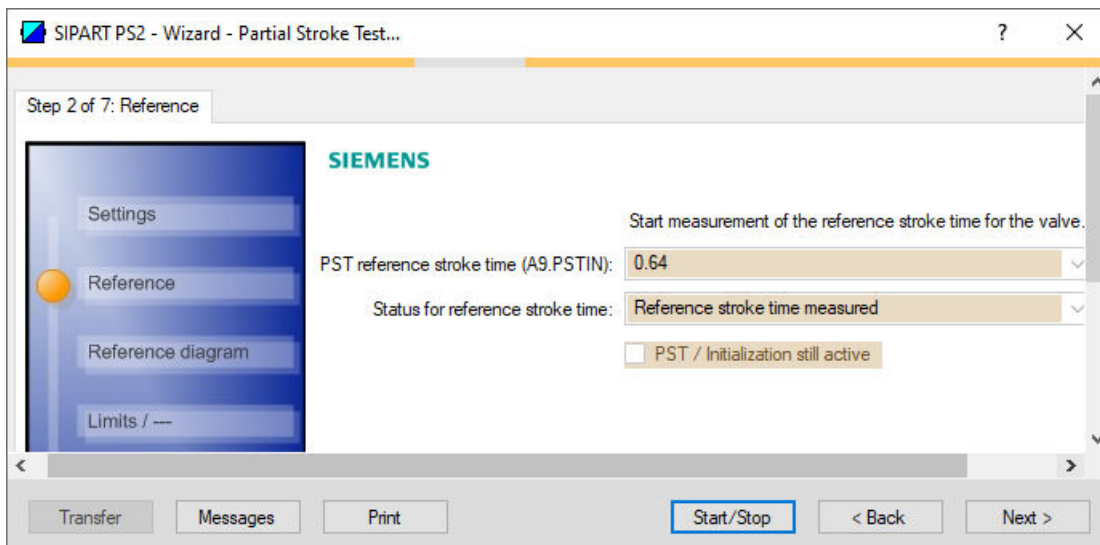 SIPART PS2 - Wizard - Partial Stroke Test...
Step 2 of 7: Reference
SIEMENS
Settings
Reference
Reference diagram
Limits / ---
Start measurement of the reference stroke time for the valve.
PST reference stroke time (A9.PSTIN): 0.64
Status for reference stroke time: Reference stroke time measured
PST / Initialization still active
Transfer Messages Print Start/Stop < Back Next >